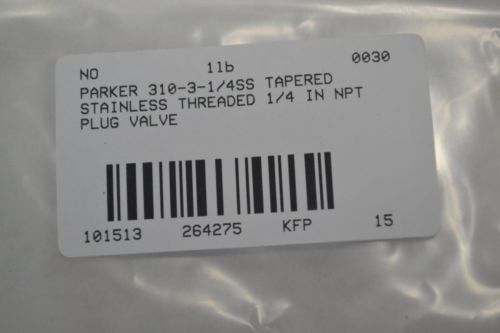 NO 1lb 0030
PARKER 310-3-1/4SS TAPERED
STAINLESS THREADED 1/4 IN NPT
PLUG VALVE
101513 264275 KFP 15